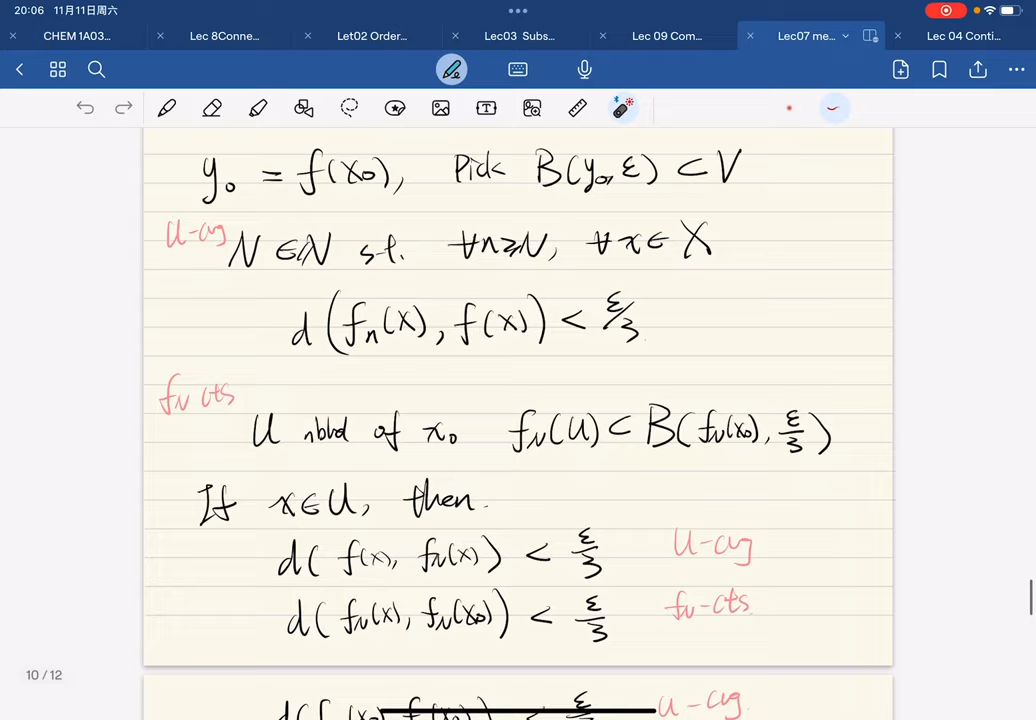 20:06 11月11日周六
CHEM 1A03...
Lec 8Conne...
Let02 Order...
Lec03 Subs...
Lec 09 Com...
Lec07 me...
Lec 04 Conti...
y₀ = f(x₀), Pick B(y₀, ε) ⊂ V
U-cvg N ∈ ℕ s.t. ∀n≥N, ∀x∈X
d(fₙ(x), f(x)) < ε/3
f_N cts
U nbhd of x₀ f_N(U) ⊂ B(f_N(x₀), ε/3)
If x∈U, then.
d(f(x), f_N(x)) < ε/3 U-cvg
d(f_N(x), f_N(x₀)) < ε/3 f_N-cts
10 / 12
U-cvg